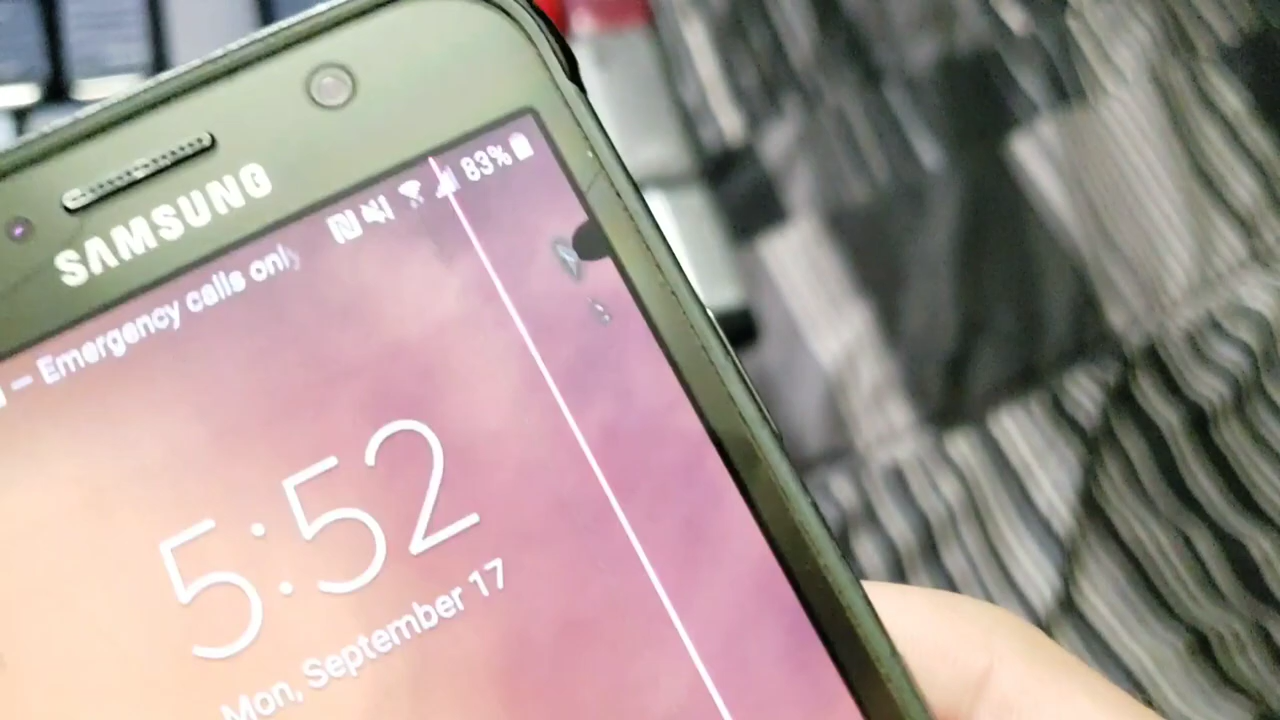 SAMSUNG
– Emergency calls only 83%
5:52
Mon, September 17